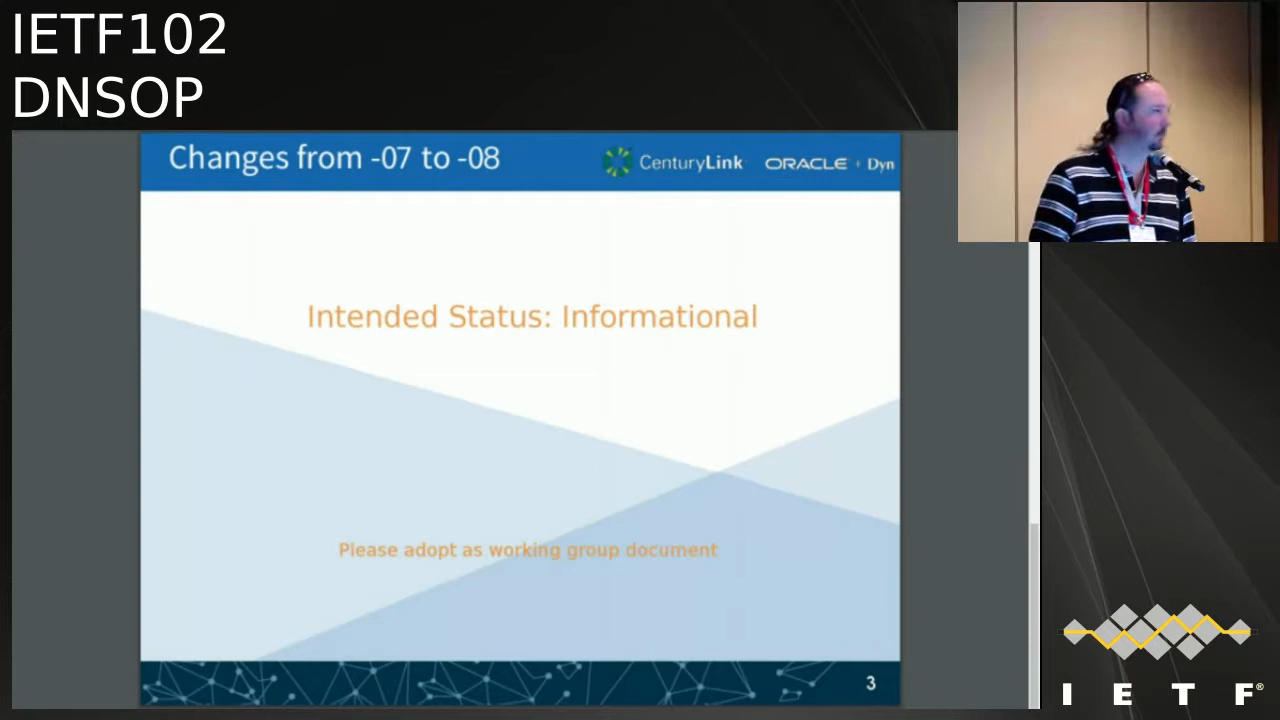 IETF102
DNSOP
Changes from -07 to -08
CenturyLink
ORACLE + Dyn
Intended Status: Informational
Please adopt as working group document
3
I E T F®